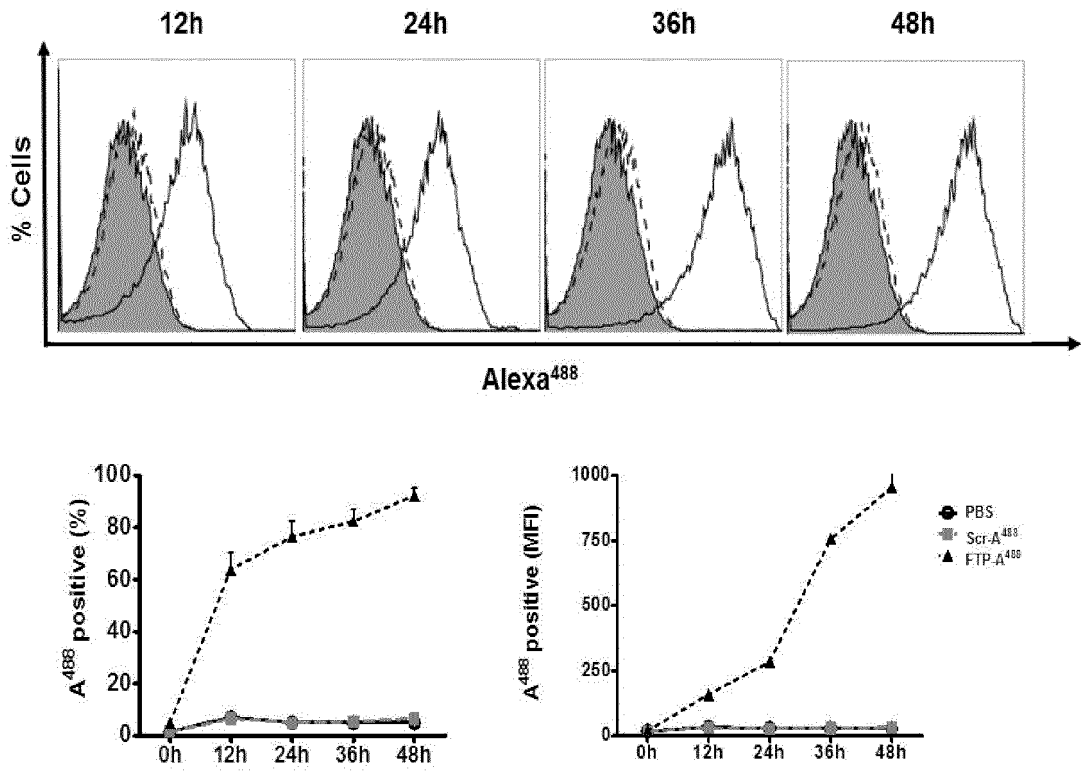 12h 24h 36h 48h
% Cells
Alexa⁴⁸⁸
A⁴⁸⁸ positive (%)
100
80
60
40
20
0
0h 12h 24h 36h 48h
A⁴⁸⁸ positive (MFI)
1000
750
500
250
0
0h 12h 24h 36h 48h
PBS
Scr-A⁴⁸⁸
FTP-A⁴⁸⁸